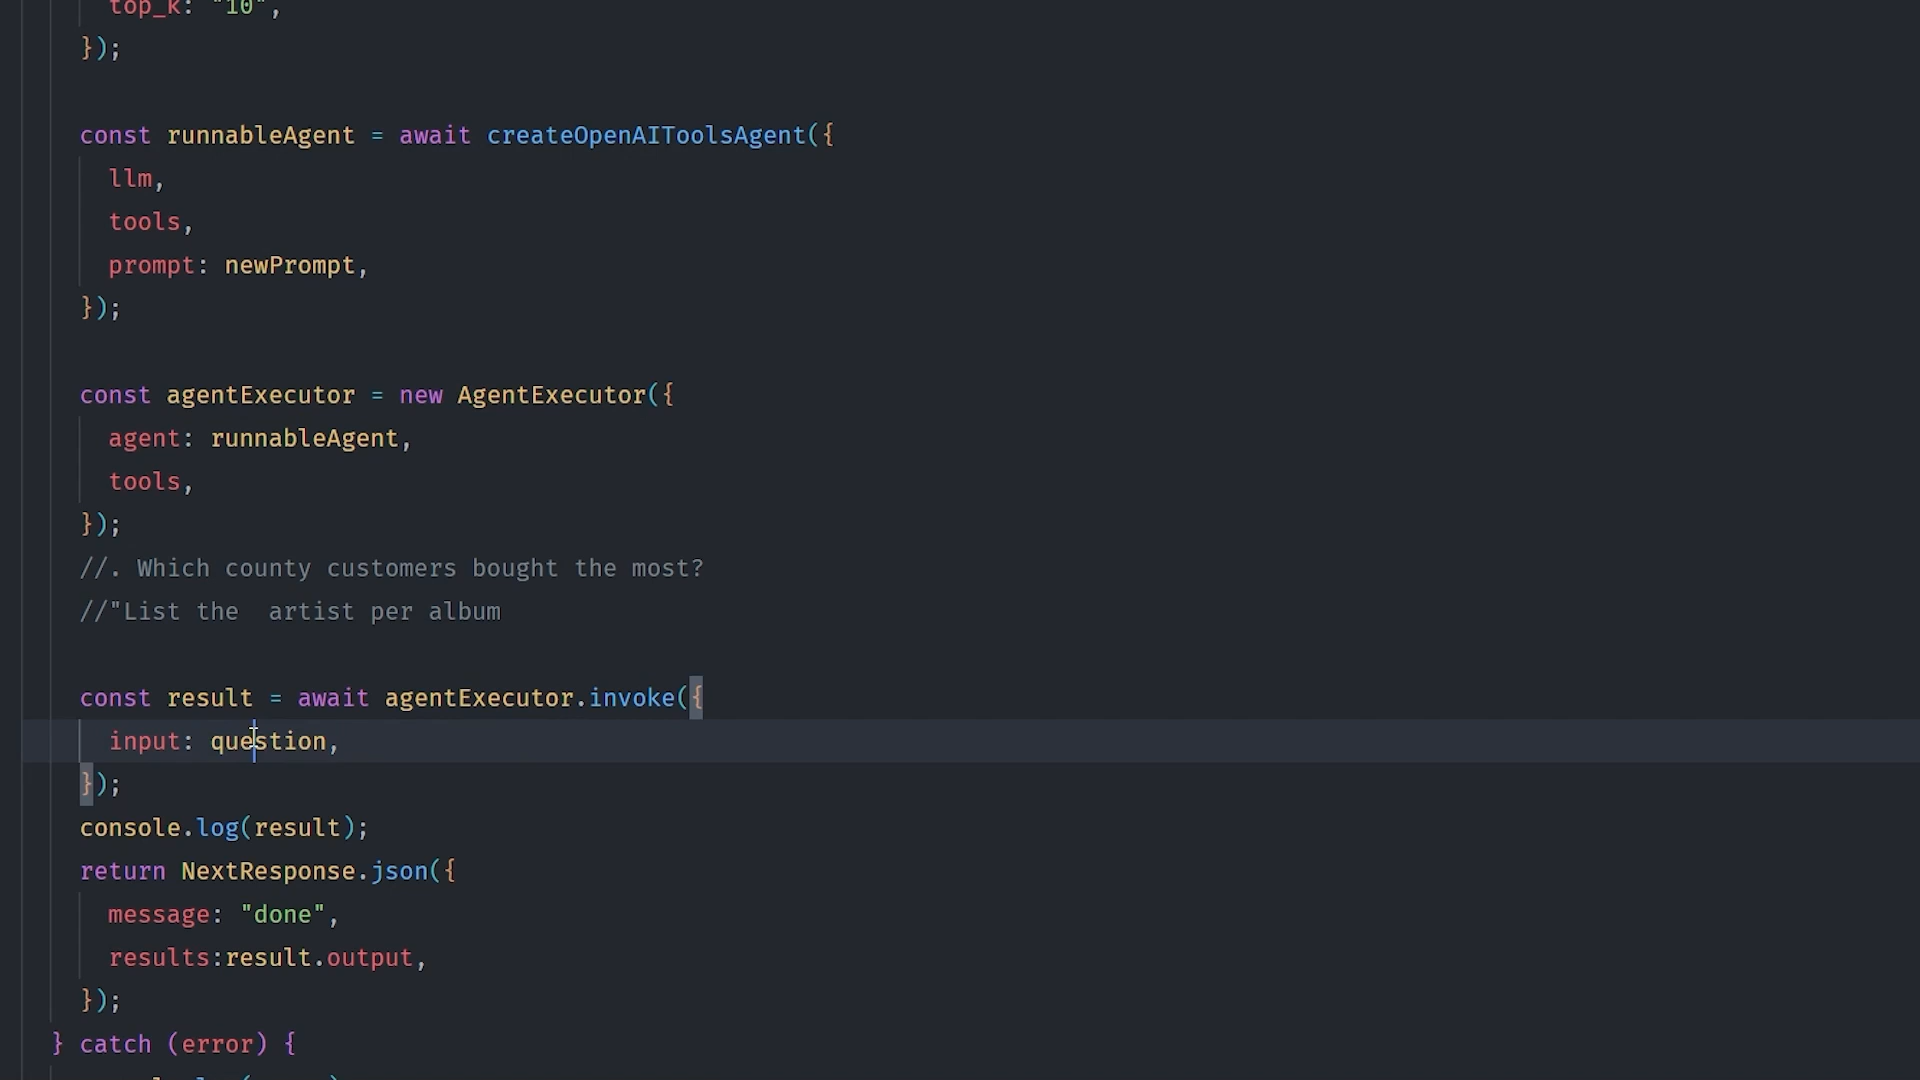 top_k: "10",
});
const runnableAgent = await createOpenAIToolsAgent({
llm,
tools,
prompt: newPrompt,
});
const agentExecutor = new AgentExecutor({
agent: runnableAgent,
tools,
});
//. Which county customers bought the most?
//"List the  artist per album
const result = await agentExecutor.invoke({
input: question,
});
console.log(result);
return NextResponse.json({
message: "done",
results:result.output,
});
} catch (error) {